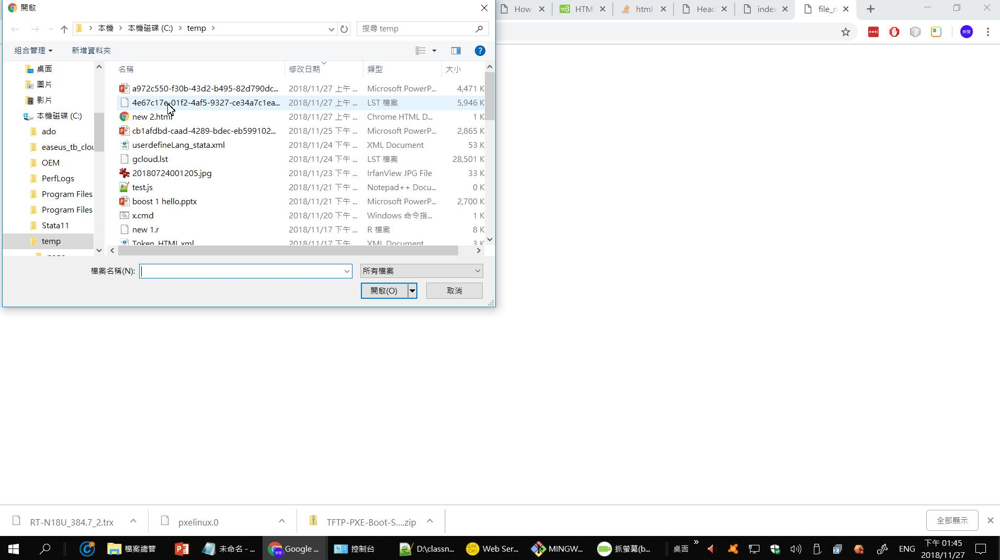 開啟
How
HTM
html
Head
index
file_n
本機
本機磁碟 (C:)
temp
搜尋 temp
組合管理
新增資料夾
桌面
圖片
影片
本機磁碟 (C:)
ado
easeus_tb_clou
OEM
PerfLogs
Program Files
Program Files
Stata11
temp
名稱 修改日期 類型 大小
a972c550-f30b-43d2-b495-82d790dc... 2018/11/27 上午 ... Microsoft PowerP... 4,471 K
4e67c17e-01f2-4af5-9327-ce34a7c1ea... 2018/11/27 上午 ... LST 檔案 5,946 K
new 2.html 2018/11/27 上午 ... Chrome HTML D... 1 K
cb1afdbd-caad-4289-bdec-eb599102... 2018/11/25 下午 ... Microsoft PowerP... 2,865 K
userdefineLang_stata.xml 2018/11/24 下午 ... XML Document 53 K
gcloud.lst 2018/11/24 下午 ... LST 檔案 28,501 K
20180724001205.jpg 2018/11/23 下午 ... IrfanView JPG File 33 K
test.js 2018/11/21 下午 ... Notepad++ Docu... 0 K
boost 1 hello.pptx 2018/11/21 下午 ... Microsoft PowerP... 2,700 K
x.cmd 2018/11/20 下午 ... Windows 命令指... 1 K
new 1.r 2018/11/17 下午 ... R 檔案 8 K
Token_HTML.xml 2018/11/17 下午 ... XML Document 3 K
檔案名稱(N):
所有檔案
開啟(O)
取消
RT-N18U_384.7_2.trx
pxelinux.0
TFTP-PXE-Boot-S....zip
全部顯示
檔案總管
未命名 - ...
Google ...
控制台
D:\classn...
Web Ser...
MINGW...
抓螢幕(b...
桌面
ENG
下午 01:45
2018/11/27